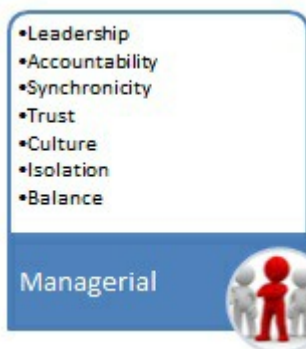 •Leadership
•Accountability
•Synchronicity
•Trust
•Culture
•Isolation
•Balance
Managerial